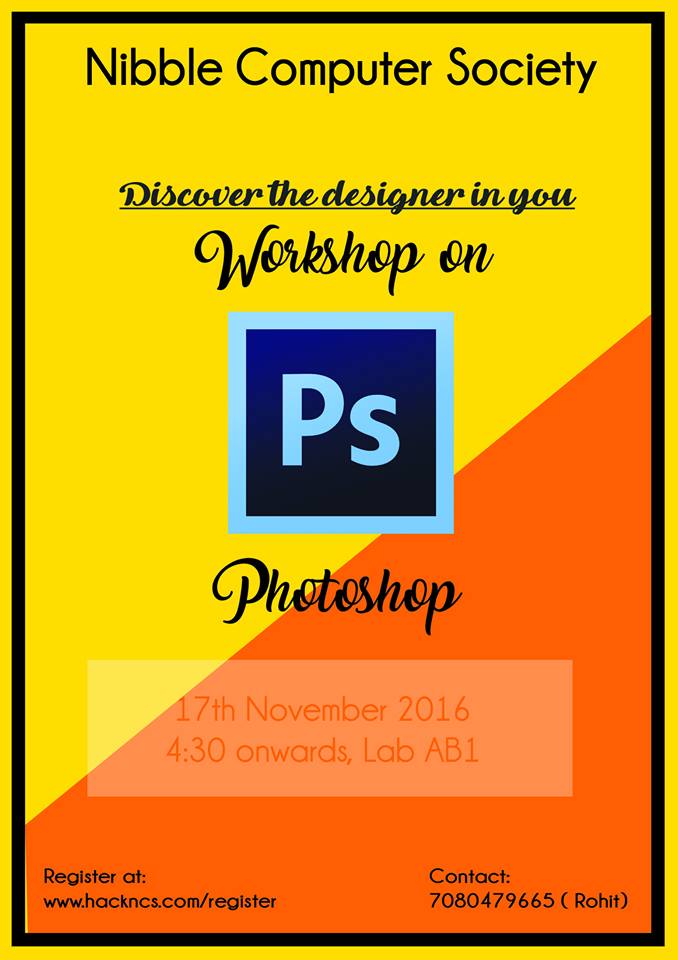 Nibble Computer Society
Discover the designer in you
Workshop on
Ps
Photoshop
17th November 2016
4:30 onwards, Lab AB1
Register at:
www.hackncs.com/register
Contact:
7080479665 ( Rohit)